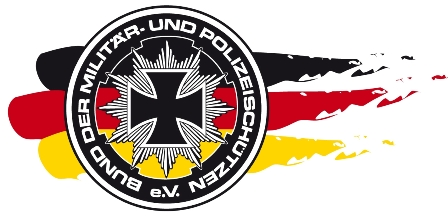 BUND DER MILITÄR- UND POLIZEISCHÜTZEN
e.V.